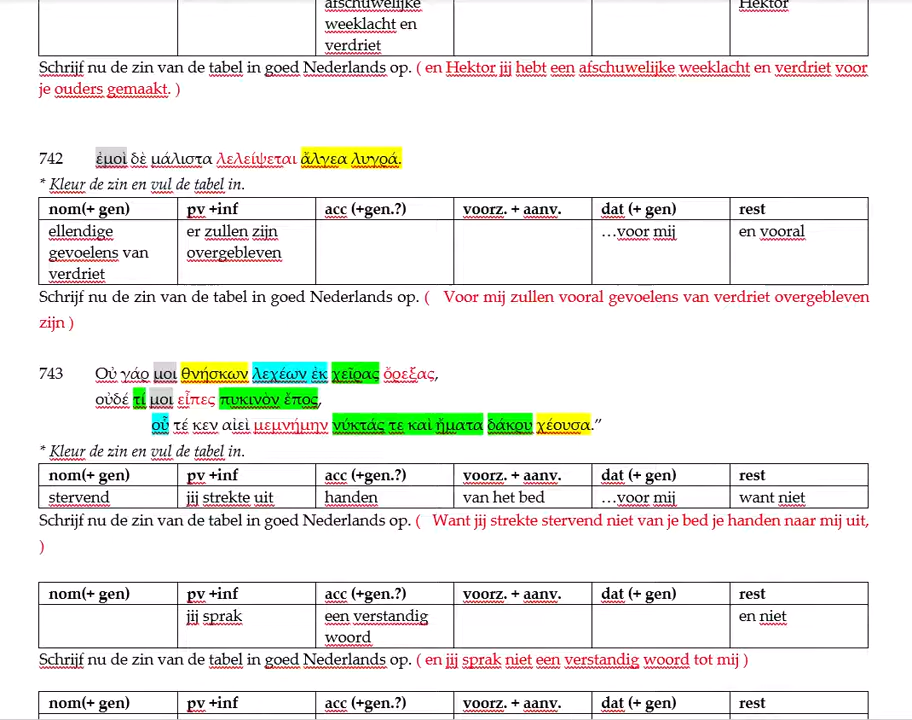 afschuwelijke
Hektor
weeklacht en
verdriet
Schrijf nu de zin van de tabel in goed Nederlands op. ( en Hektor jij hebt een afschuwelijke weeklacht en verdriet voor
je ouders gemaakt. )
742 ἐμοὶ δὲ μάλιστα λελείψεται ἄλγεα λυγρά.
* Kleur de zin en vul de tabel in.
nom(+ gen) pv +inf acc (+gen.?) voorz. + aanv. dat (+ gen) rest
ellendige er zullen zijn …voor mij en vooral
gevoelens van overgebleven
verdriet
Schrijf nu de zin van de tabel in goed Nederlands op. ( Voor mij zullen vooral gevoelens van verdriet overgebleven
zijn )
743 Οὐ γάρ μοι θνήσκων λεχέων ἐκ χεῖρας ὄρεξας,
οὐδέ τί μοι εἶπες πυκινὸν ἔπος,
οὗ τέ κεν αἰεὶ μεμνήμην νύκτάς τε καὶ ἤματα δάκρυ χέουσα.”
* Kleur de zin en vul de tabel in.
nom(+ gen) pv +inf acc (+gen.?) voorz. + aanv. dat (+ gen) rest
stervend jij strekte uit handen van het bed …voor mij want niet
Schrijf nu de zin van de tabel in goed Nederlands op. ( Want jij strekte stervend niet van je bed je handen naar mij uit,
)
nom(+ gen) pv +inf acc (+gen.?) voorz. + aanv. dat (+ gen) rest
jij sprak een verstandig en niet
woord
Schrijf nu de zin van de tabel in goed Nederlands op. ( en jij sprak niet een verstandig woord tot mij )
nom(+ gen) pv +inf acc (+gen.?) voorz. + aanv. dat (+ gen) rest